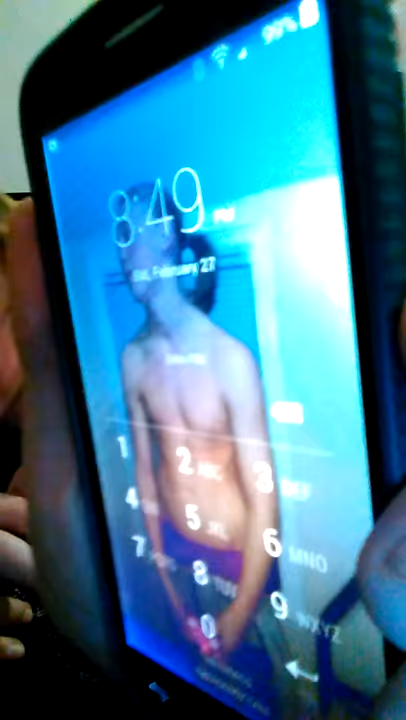 99%
8:49 PM
Sat, February 27
1
2 ABC
3 DEF
4
5 JKL
6 MNO
7
8 TUV
9 WXYZ
0